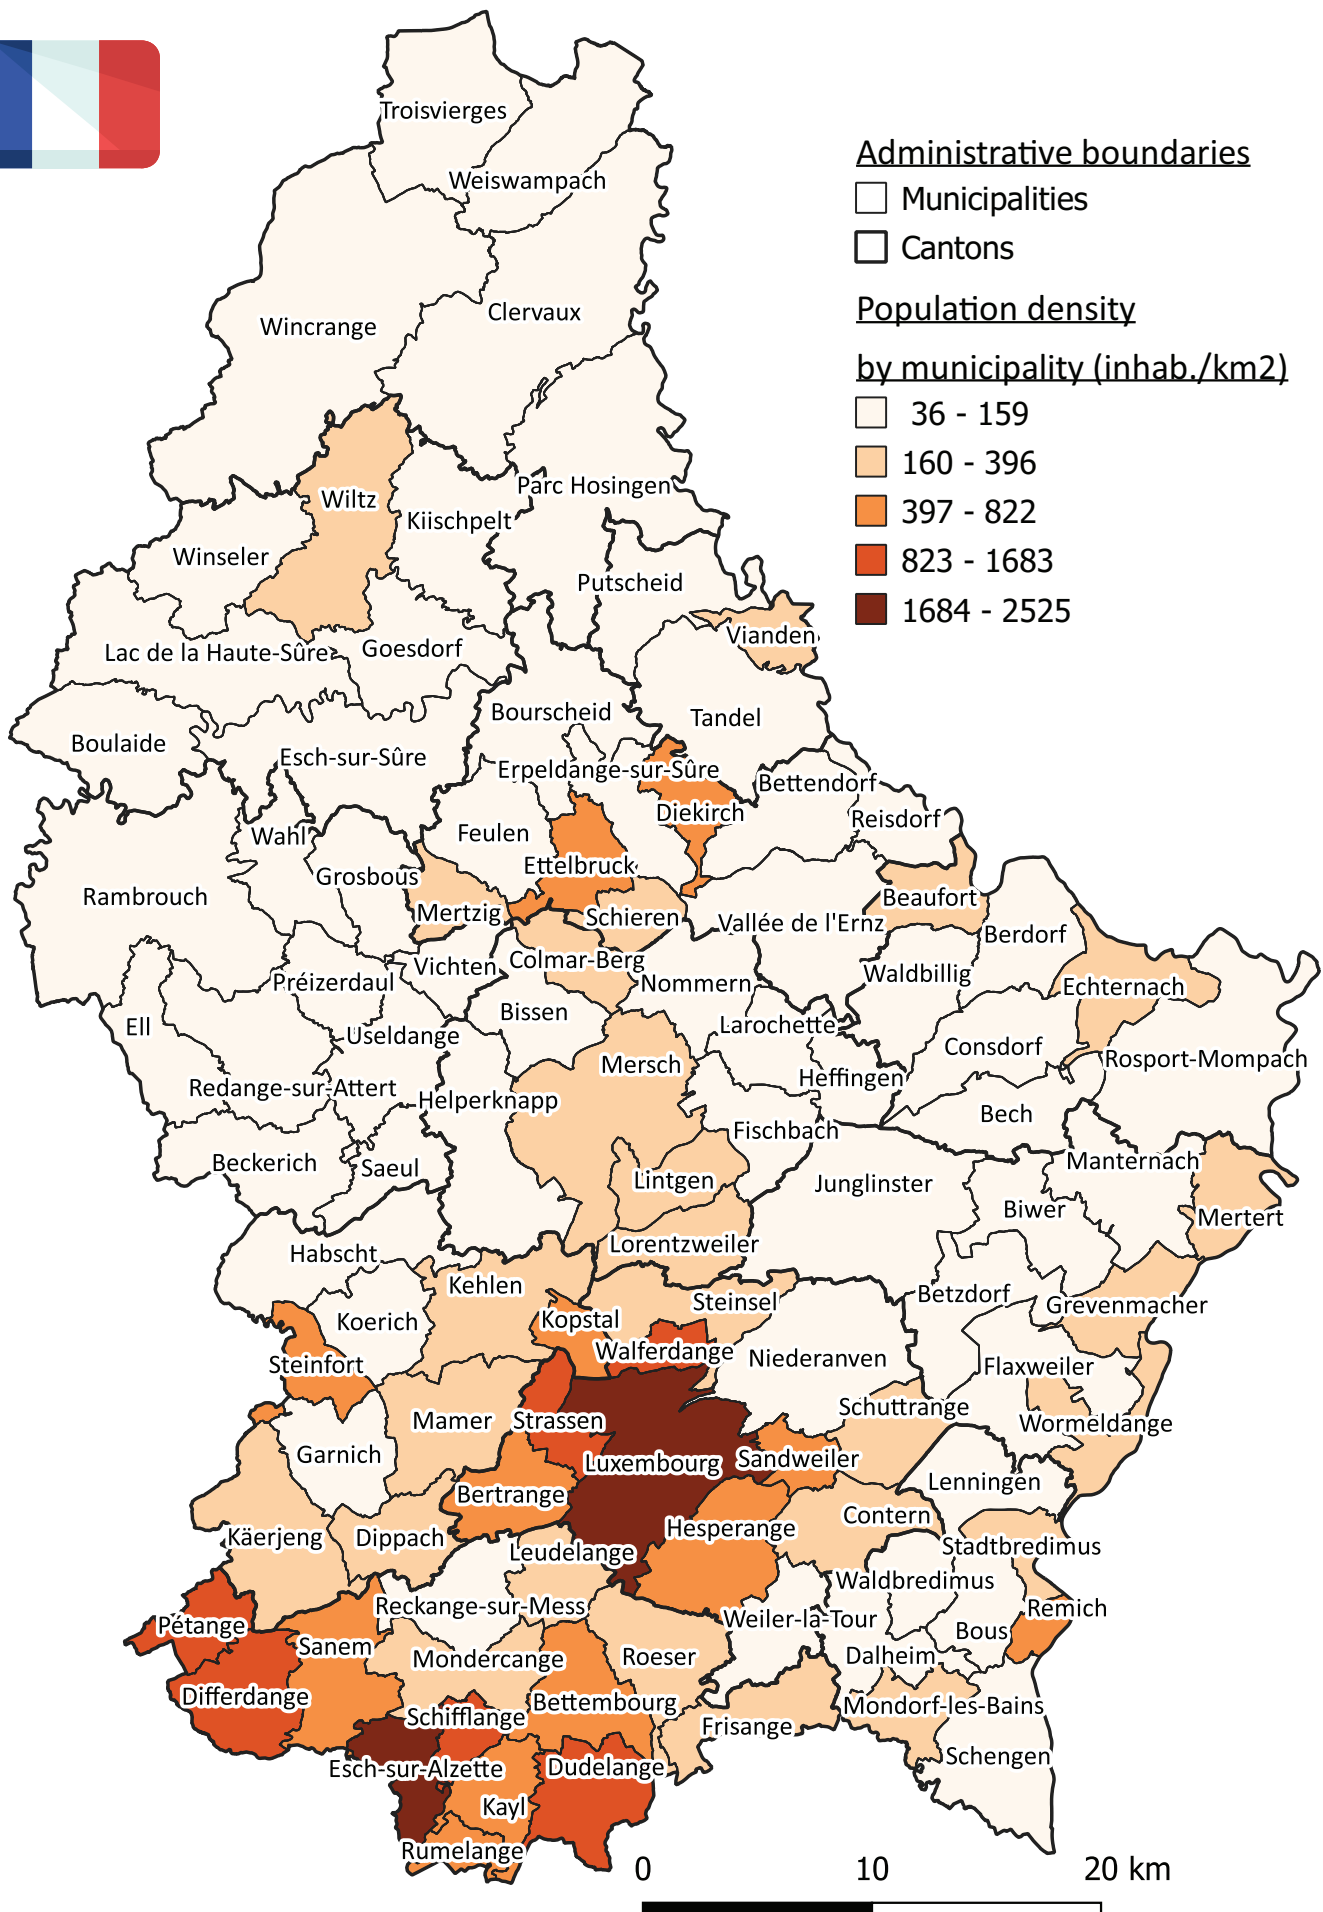 Troisvierges
Administrative boundaries
Weiswampach
Municipalities
Cantons
Population density
by municipality (inhab./km2)
36 - 159
160 - 396
397 - 822
823 - 1683
1684 - 2525
Clervaux
Wincrange
Parc Hosingen
Wiltz
Kiischpelt
Winseler
Putscheid
Vianden
Lac de la Haute-Sûre
Goesdorf
Bourscheid
Tandel
Boulaide
Esch-sur-Sûre
Erpeldange-sur-Sûre
Bettendorf
Diekirch
Reisdorf
Wahl
Feulen
Ettelbruck
Grosbous
Rambrouch
Beaufort
Mertzig
Schieren
Vallée de l'Ernz
Berdorf
Colmar-Berg
Vichten
Waldbillig
Préizerdaul
Nommern
Echternach
Bissen
Ell
Larochette
Useldange
Consdorf
Rosport-Mompach
Mersch
Heffingen
Redange-sur-Attert
Helperknapp
Bech
Fischbach
Beckerich
Saeul
Manternach
Lintgen
Junglinster
Biwer
Mertert
Habscht
Lorentzweiler
Kehlen
Betzdorf
Steinsel
Grevenmacher
Koerich
Kopstal
Walferdange
Steinfort
Niederanven
Flaxweiler
Schuttrange
Mamer
Strassen
Wormeldange
Garnich
Luxembourg
Sandweiler
Lenningen
Bertrange
Contern
Käerjeng
Dippach
Hesperange
Stadtbredimus
Leudelange
Waldbredimus
Reckange-sur-Mess
Remich
Pétange
Weiler-la-Tour
Bous
Sanem
Mondercange
Roeser
Dalheim
Differdange
Bettembourg
Mondorf-les-Bains
Schifflange
Frisange
Schengen
Esch-sur-Alzette
Dudelange
Kayl
Rumelange
0 10 20 km